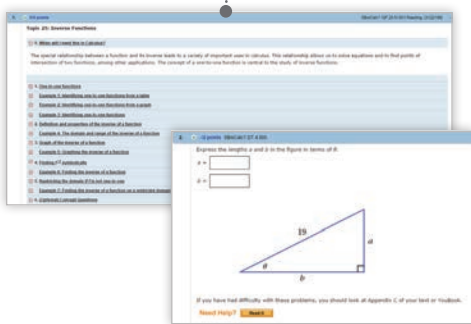 Topic 25: Inverse Functions
0. When will I need this in Calculus?
The special relationship between a function and its inverse leads to a variety of important uses in calculus. This relationship allows us to solve equations and to find points of
intersection of two functions, among other applications. The concept of a one-to-one function is central to the study of inverse functions.
1. One-to-one functions
Example 1: Identifying one-to-one functions from a table
Example 2: Identifying one-to-one functions from a graph
Example 3: Identifying one-to-one functions
2. Definition and properties of the inverse of a function
Example 4: The domain and range of the inverse of a function
3. Graph of the inverse of a function
Example 5: Graphing the inverse of a function
Example 6: Finding the inverse of a function
5. Restricting the domain
Example 7: Finding the inverse of a function on a restricted domain
Express the lengths a and b in the figure in terms of θ.
a =
b =
19
a
θ
b
If you have had difficulty with these problems, you should look at Appendix C of your text or YouBook.
Need Help? Read It